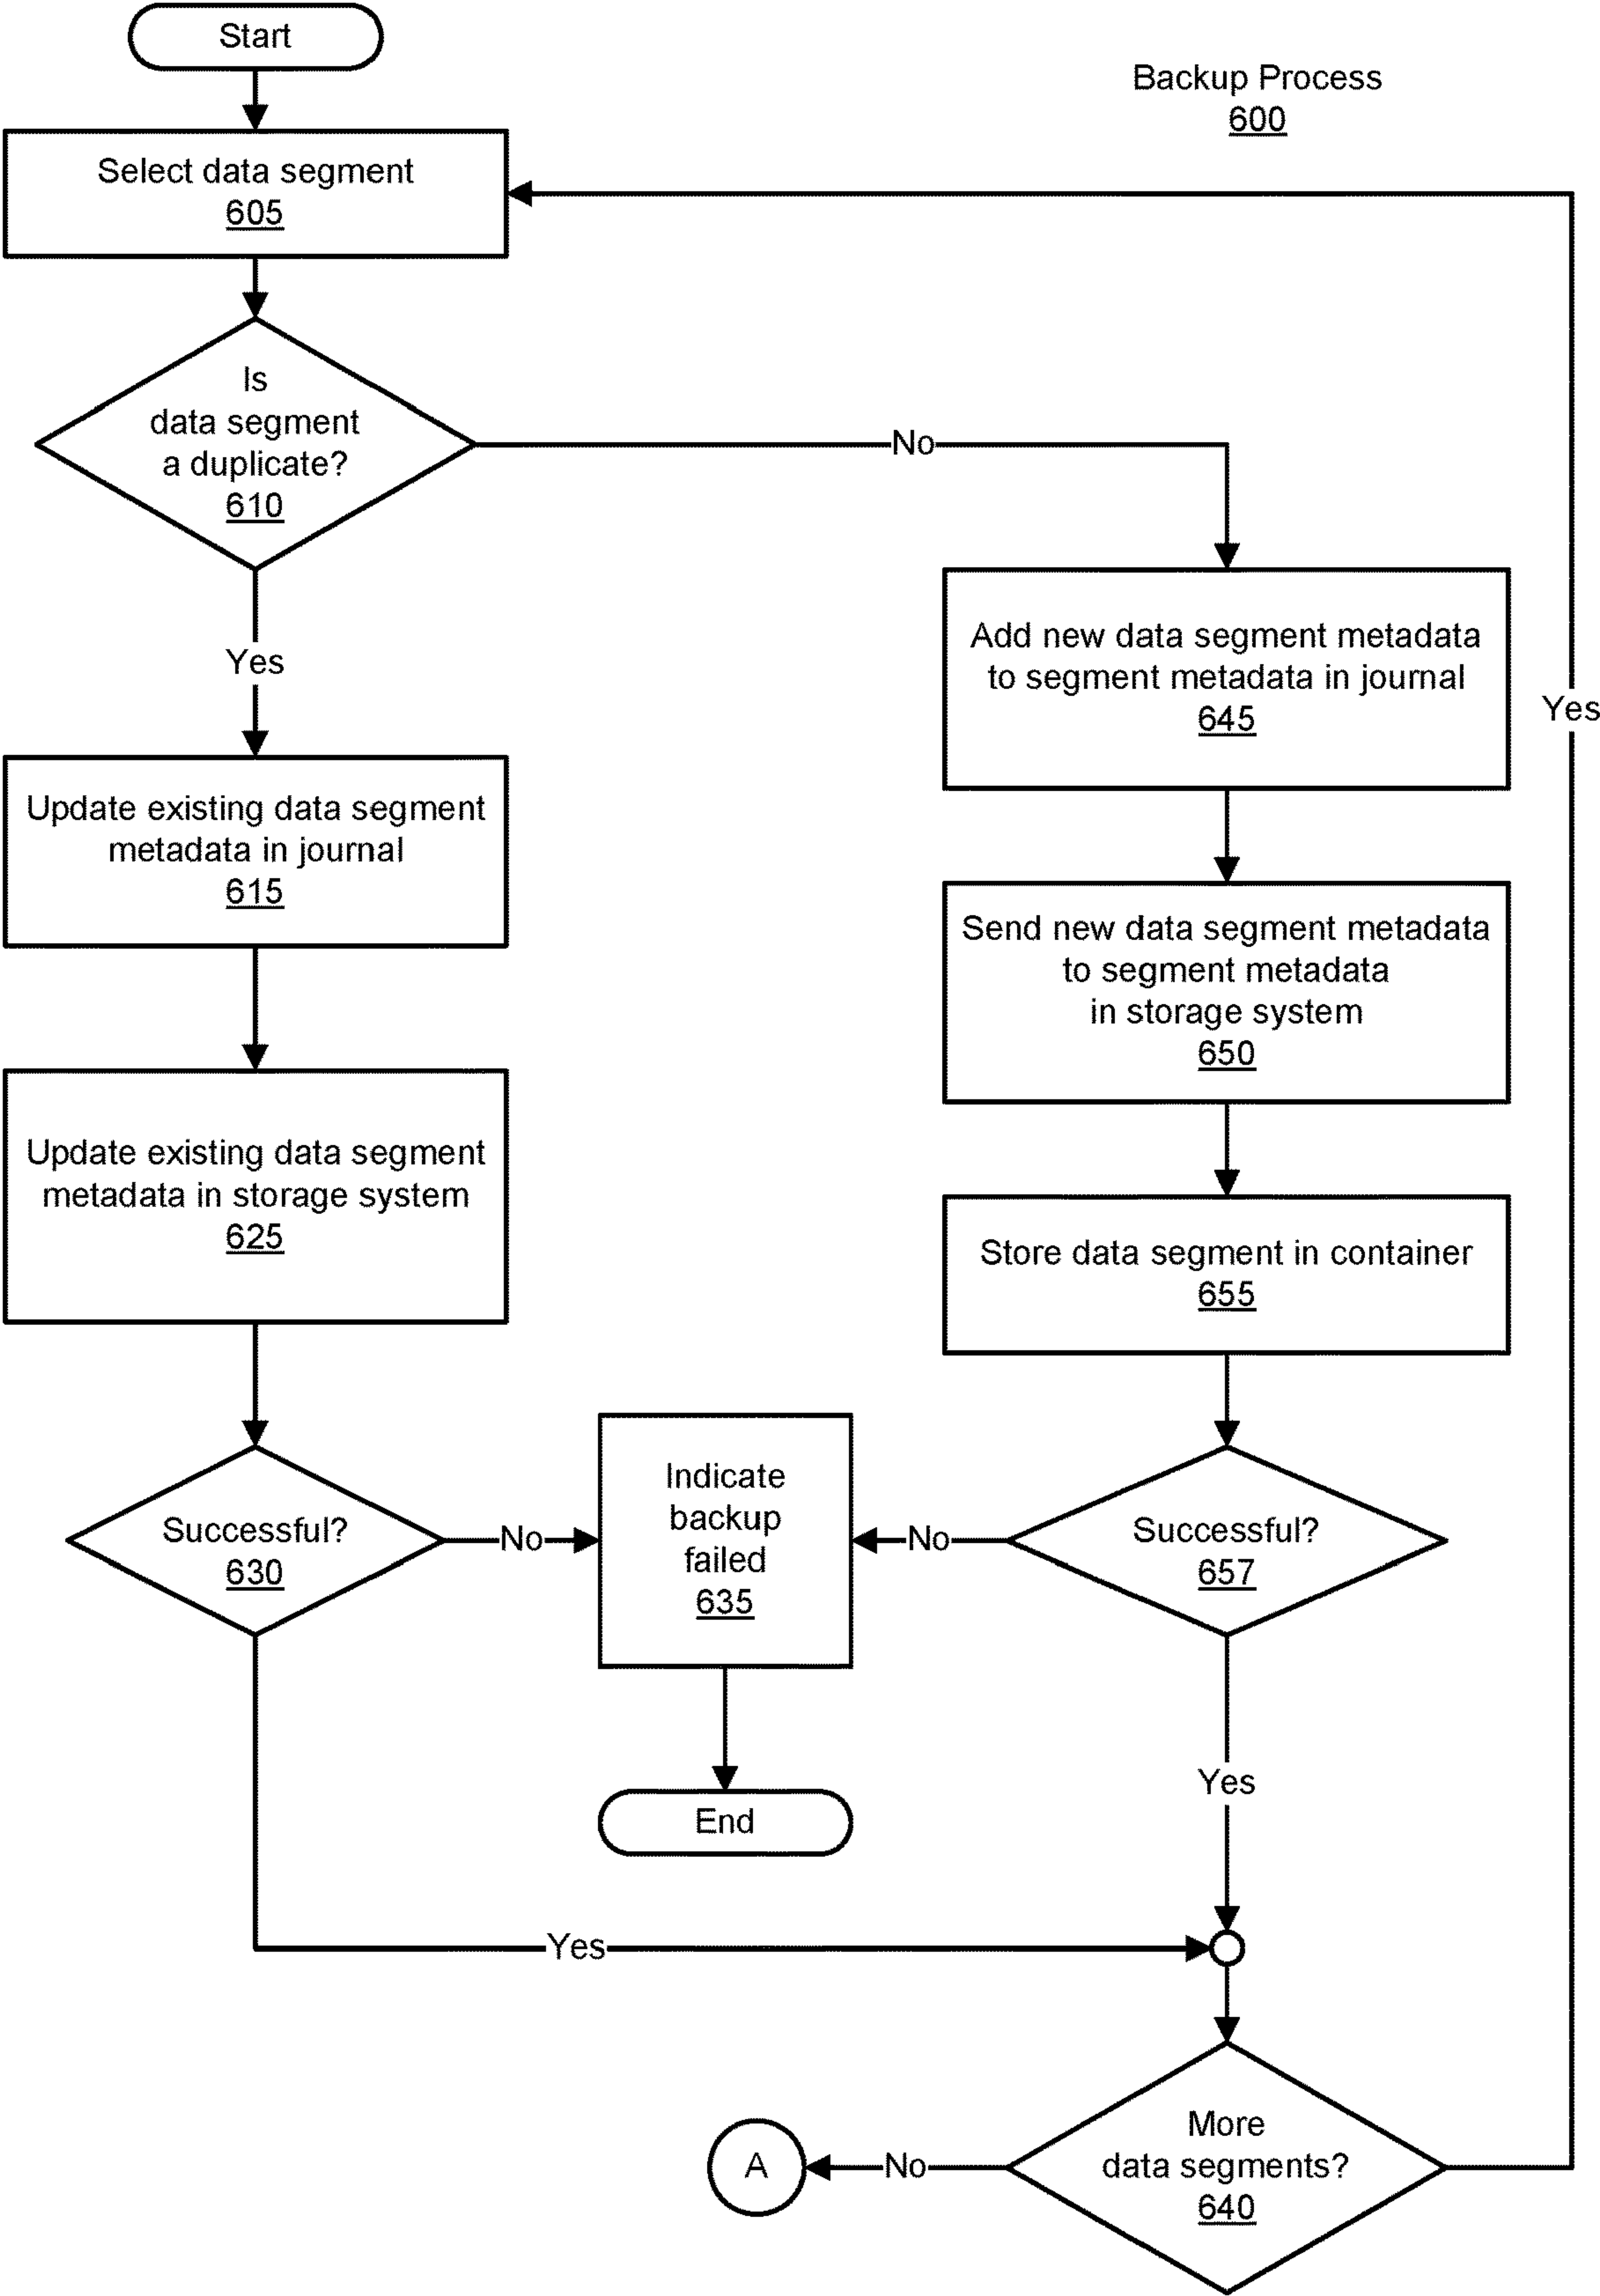 Start
Backup Process
600
Select data segment
605
Is
data segment
a duplicate?
610
No
Yes
Add new data segment metadata
to segment metadata in journal
645
Yes
Update existing data segment
metadata in journal
615
Send new data segment metadata
to segment metadata
in storage system
650
Update existing data segment
metadata in storage system
625
Store data segment in container
655
Successful?
630
No
Indicate
backup
failed
635
No
Successful?
657
Yes
End
Yes
More
data segments?
640
No
A